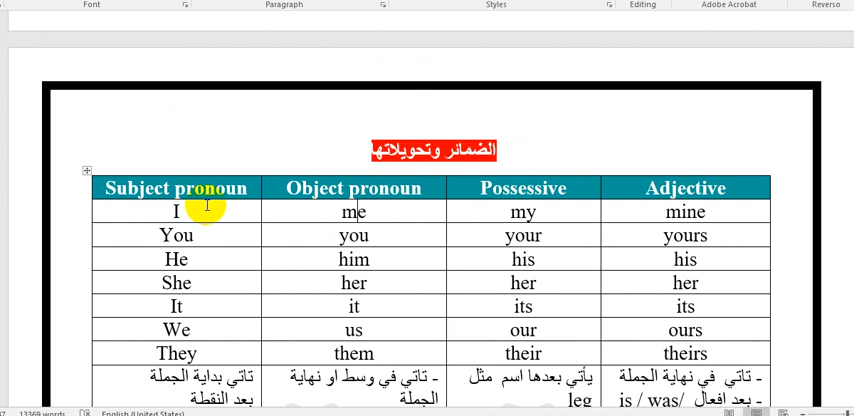 Font Paragraph Styles Editing Adobe Acrobat Reverso
الضمائر وتحويلاتها
Subject pronoun Object pronoun Possessive Adjective
I me my mine
You you your yours
He him his his
She her her her
It it its its
We us our ours
They them their theirs
تاتي بداية الجملة - تاتي في وسط او نهاية يأتي بعدها اسم مثل - تاتي في نهاية الجملة
بعد النقطة الجملة leg - بعد افعال is / was/
47 13369 words English (United States)